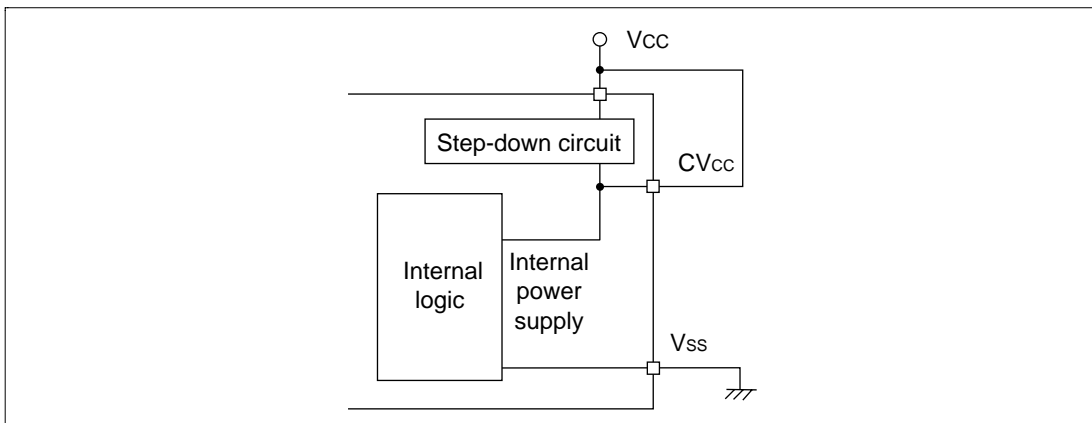 VCC
Step-down circuit
CVCC
Internal
logic
Internal
power
supply
VSS